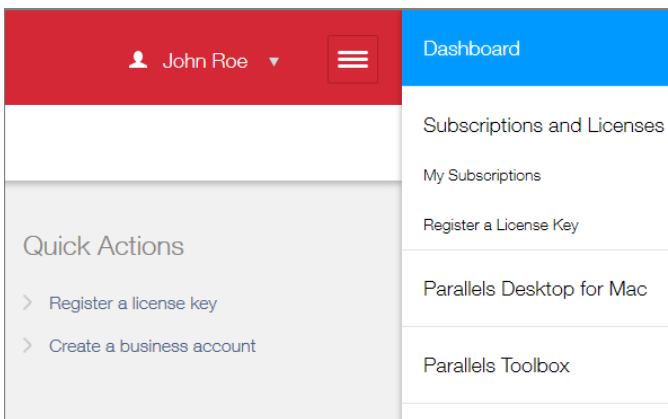 John Roe
Quick Actions
Register a license key
Create a business account
Dashboard
Subscriptions and Licenses
My Subscriptions
Register a License Key
Parallels Desktop for Mac
Parallels Toolbox